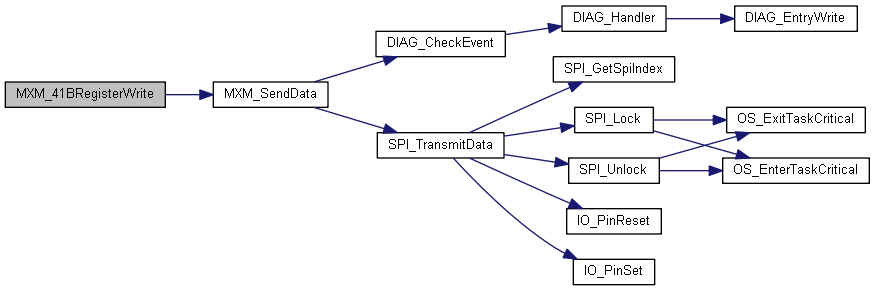 MXM_41BRegisterWrite
MXM_SendData
DIAG_CheckEvent
DIAG_Handler
DIAG_EntryWrite
SPI_TransmitData
SPI_GetSpiIndex
SPI_Lock
OS_ExitTaskCritical
SPI_Unlock
OS_EnterTaskCritical
IO_PinReset
IO_PinSet